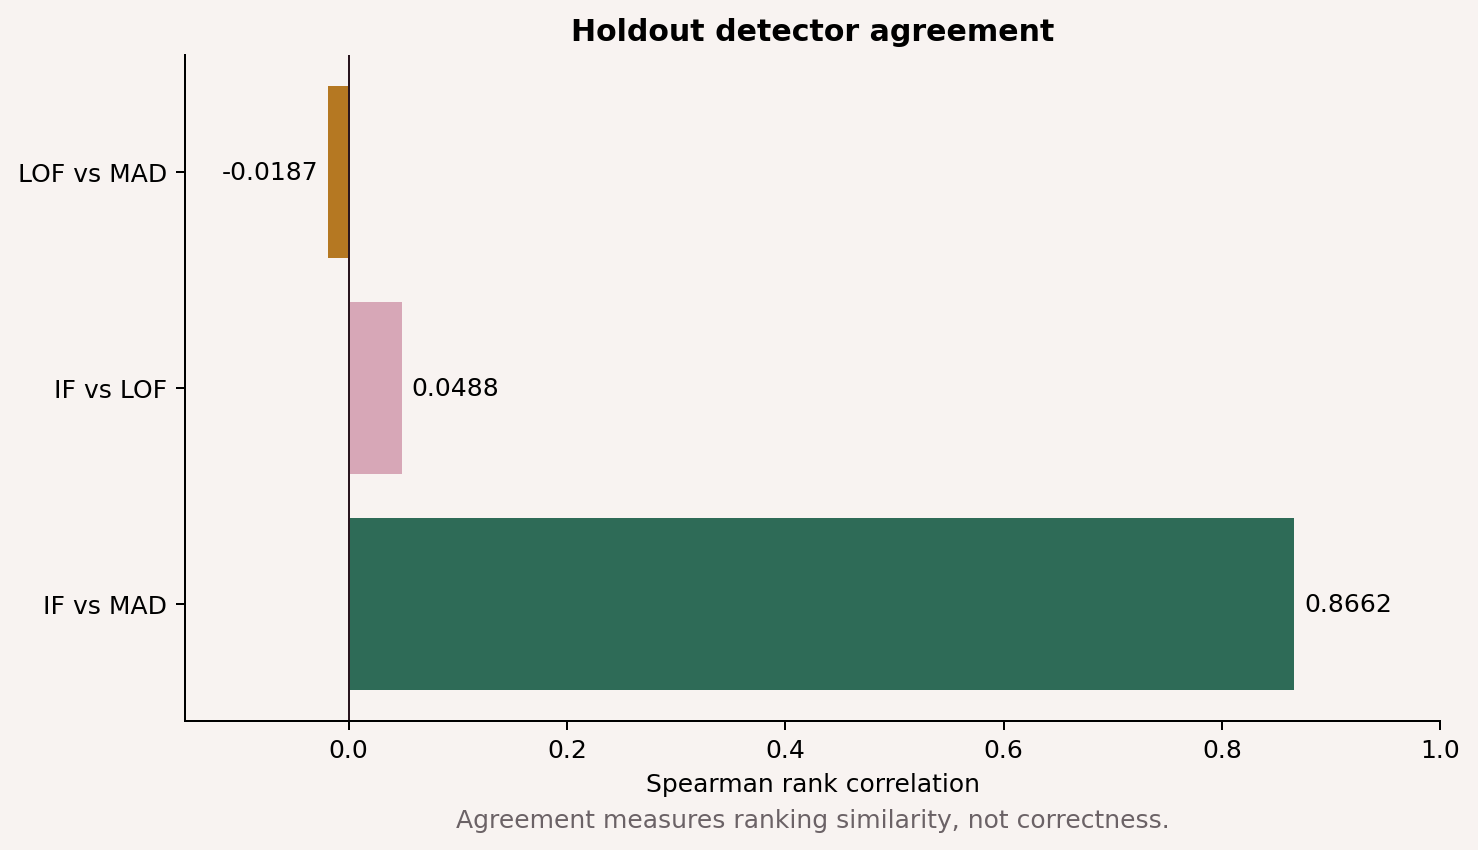 Holdout detector agreement
LOF vs MAD
-0.0187
IF vs LOF
0.0488
IF vs MAD
0.8662
0.0 0.2 0.4 0.6 0.8 1.0
Spearman rank correlation
Agreement measures ranking similarity, not correctness.